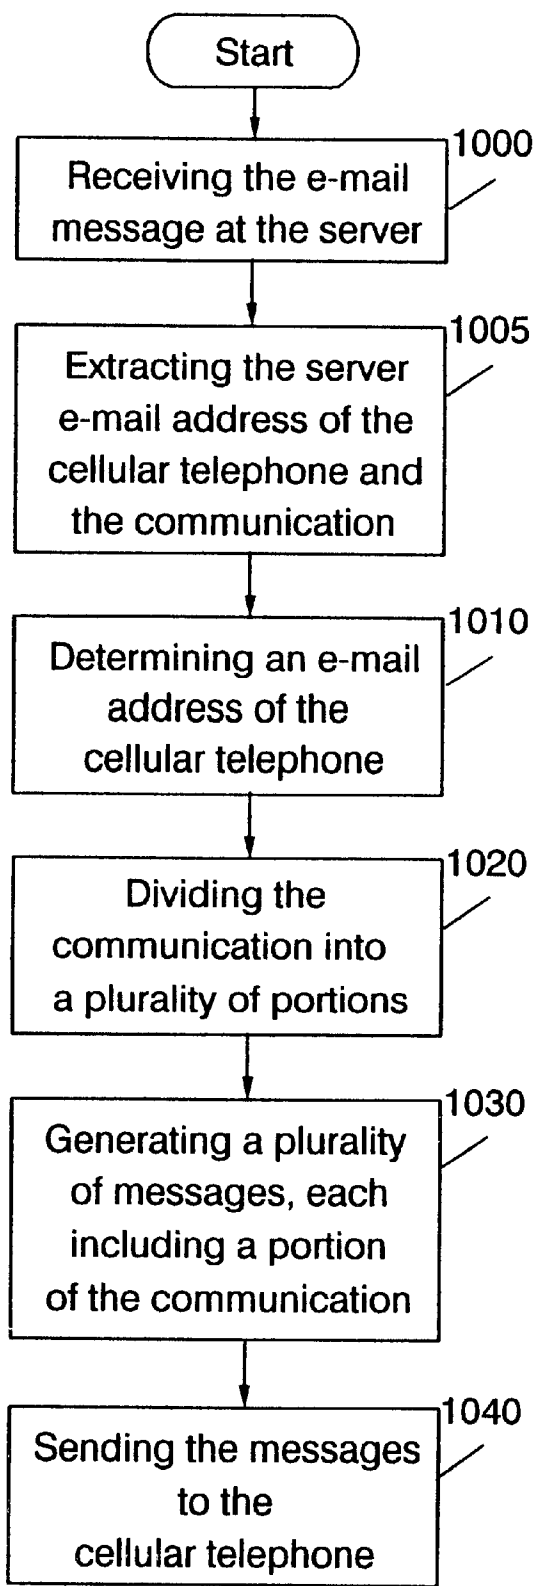 Start
1000
Receiving the e-mail
message at the server
1005
Extracting the server
e-mail address of the
cellular telephone and
the communication
1010
Determining an e-mail
address of the
cellular telephone
1020
Dividing the
communication into
a plurality of portions
1030
Generating a plurality
of messages, each
including a portion
of the communication
1040
Sending the messages
to the
cellular telephone